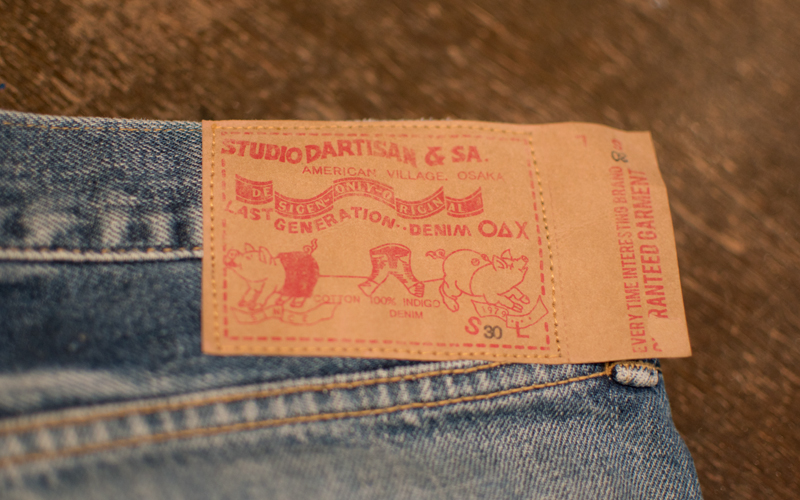 STUDIO DARTISAN & SA.
AMERICAN VILLAGE. OSAKA
DE SIGEN-ONLY-ORIGINAL
LAST GENERATION--DENIM O∆X
COTTON 100% INDIGO
DENIM
S 30 L
EVERY TIME INTERESTING BRAND
RANTEED GARMENT